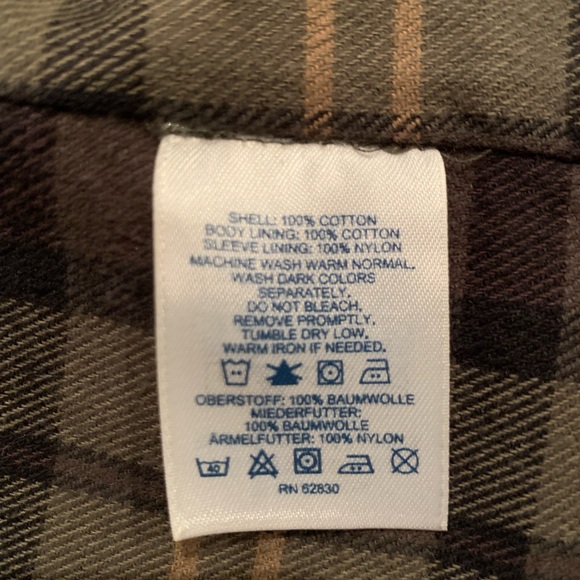 SHELL: 100% COTTON
BODY LINING: 100% COTTON
SLEEVE LINING: 100% NYLON
MACHINE WASH WARM NORMAL.
WASH DARK COLORS
SEPARATELY.
DO NOT BLEACH.
REMOVE PROMPTLY.
TUMBLE DRY LOW.
WARM IRON IF NEEDED.
OBERSTOFF: 100% BAUMWOLLE
MIEDERFUTTER:
100% BAUMWOLLE
ÄRMELFUTTER: 100% NYLON
40
RN 62830